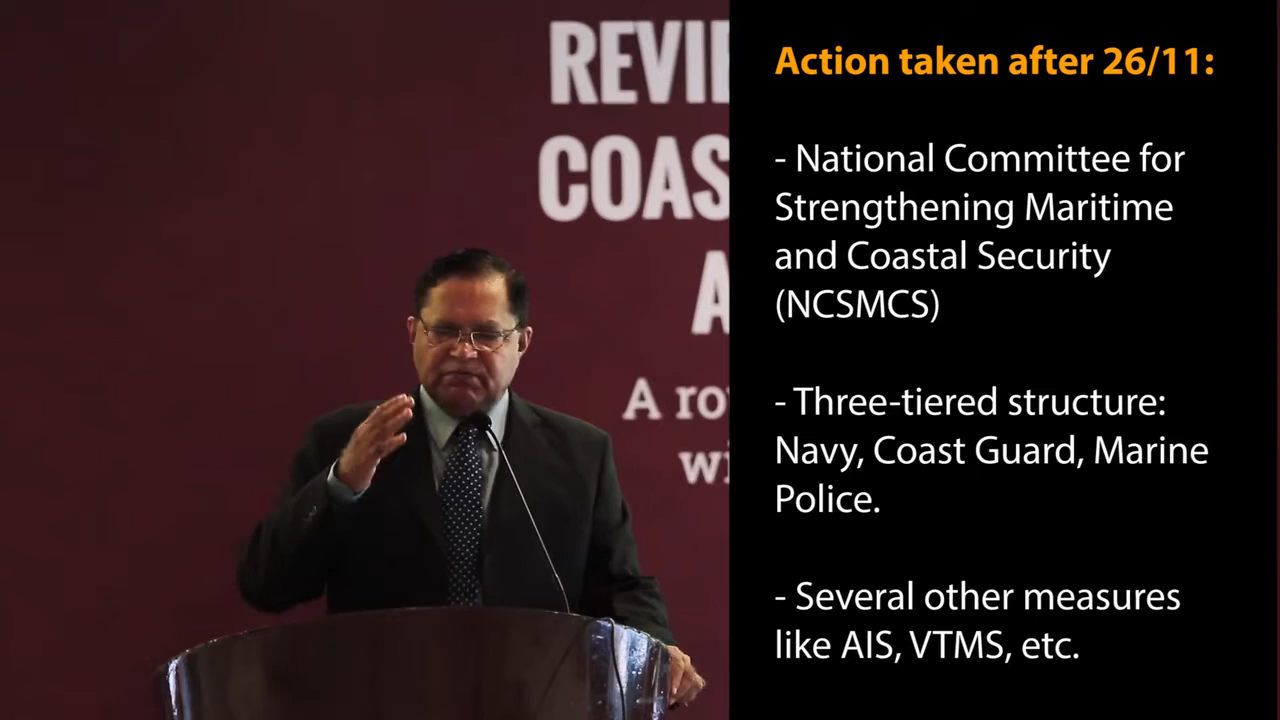 REVIE
COAS
A
A ro
wi
Action taken after 26/11:
- National Committee for
Strengthening Maritime
and Coastal Security
(NCSMCS)
- Three-tiered structure:
Navy, Coast Guard, Marine
Police.
- Several other measures
like AIS, VTMS, etc.